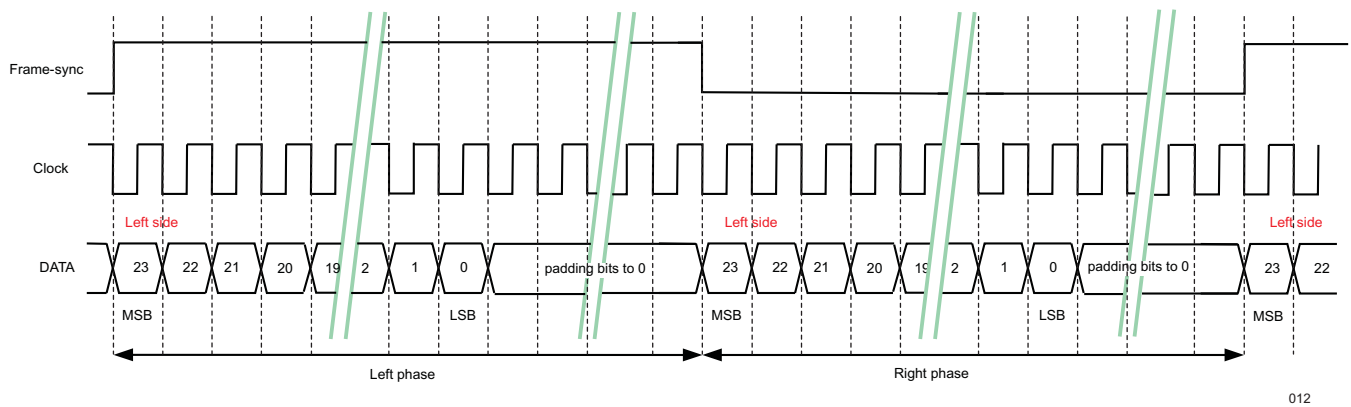 Frame-sync
Clock
Left side Left side Left side
DATA 23 22 21 20 19 2 1 0 padding bits to 0 23 22 21 20 19 2 1 0 padding bits to 0 23 22
MSB LSB MSB LSB MSB
Left phase Right phase
012